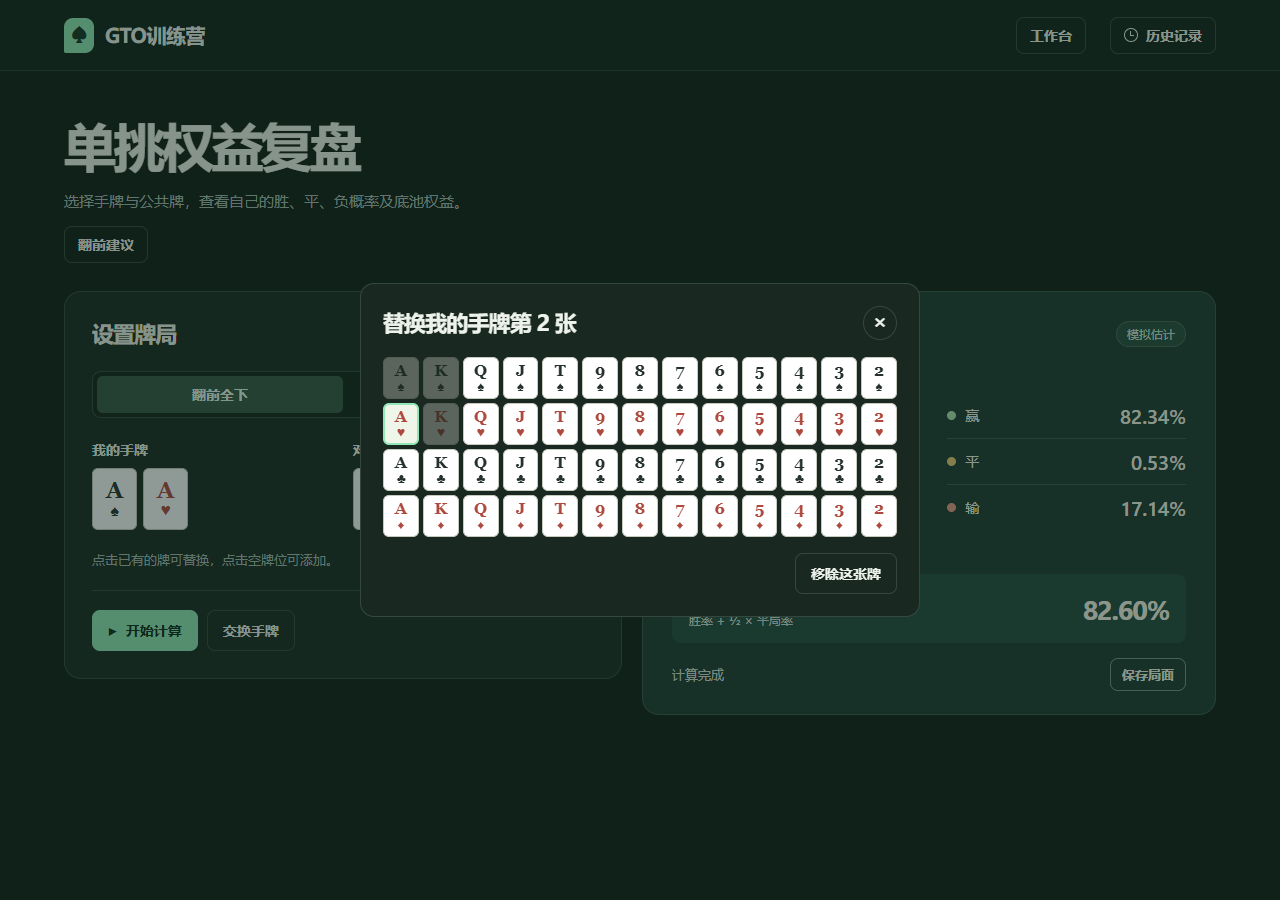 GTO训练营
工作台
历史记录
单挑权益复盘
选择手牌与公共牌，查看自己的胜、平、负概率及底池权益。
翻前建议
设置牌局
翻前全下
我的手牌
A♠ A♥
点击已有的牌可替换，点击空牌位可添加。
▶ 开始计算
交换手牌
替换我的手牌第 2 张
×
A♠ K♠ Q♠ J♠ T♠ 9♠ 8♠ 7♠ 6♠ 5♠ 4♠ 3♠ 2♠
A♥ K♥ Q♥ J♥ T♥ 9♥ 8♥ 7♥ 6♥ 5♥ 4♥ 3♥ 2♥
A♣ K♣ Q♣ J♣ T♣ 9♣ 8♣ 7♣ 6♣ 5♣ 4♣ 3♣ 2♣
A♦ K♦ Q♦ J♦ T♦ 9♦ 8♦ 7♦ 6♦ 5♦ 4♦ 3♦ 2♦
移除这张牌
模拟估计
赢 82.34%
平 0.53%
输 17.14%
胜率 + ½ × 平局率
82.60%
计算完成
保存局面